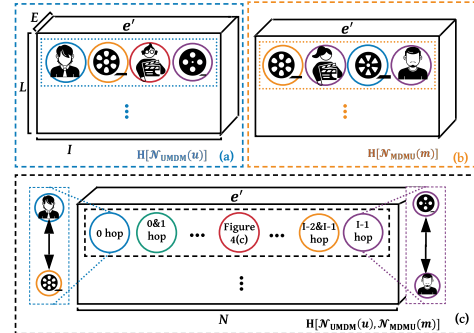 E
e′
e′
L
I
H[𝒩UMDM(u)] (a)
H[𝒩MDMU(m)] (b)
e′
0 hop
0&1
hop
Figure
4(c)
I-2&I-1
hop
I-1
hop
N
(c)
H[𝒩UMDM(u), 𝒩MDMU(m)]